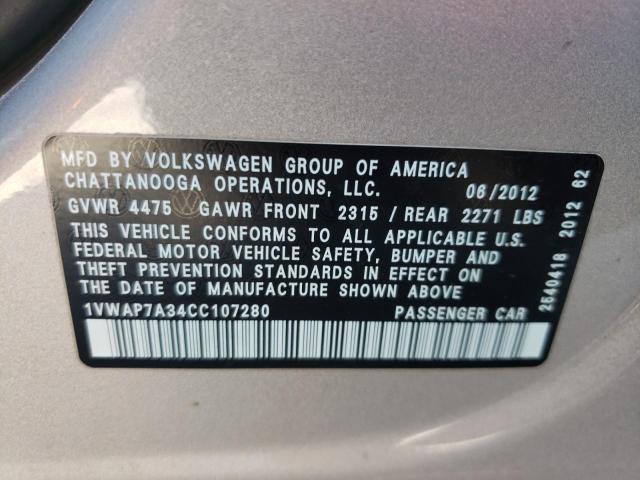 MFD BY VOLKSWAGEN GROUP OF AMERICA
CHATTANOOGA OPERATIONS, LLC. 06/2012
GVWR 4475 GAWR FRONT 2315 / REAR 2271 LBS
THIS VEHICLE CONFORMS TO ALL APPLICABLE U.S.
FEDERAL MOTOR VEHICLE SAFETY, BUMPER AND
THEFT PREVENTION STANDARDS IN EFFECT ON
THE DATE OF MANUFACTURE SHOWN ABOVE
1VWAP7A34CC107280 PASSENGER CAR
2540418 2012 62